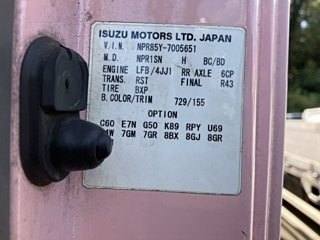 ISUZU MOTORS LTD. JAPAN
V.I.N. NPR85Y-7005651
M.D. NPR1SN H BC/BD
ENGINE LFB/4JJ1 RR AXLE 6CP
TRANS. RST FINAL R43
TIRE BXP
B.COLOR/TRIM 729/155
OPTION
C60 E7N G50 K89 RPY U69
7GM 7GR 8BX 8GJ 8GR